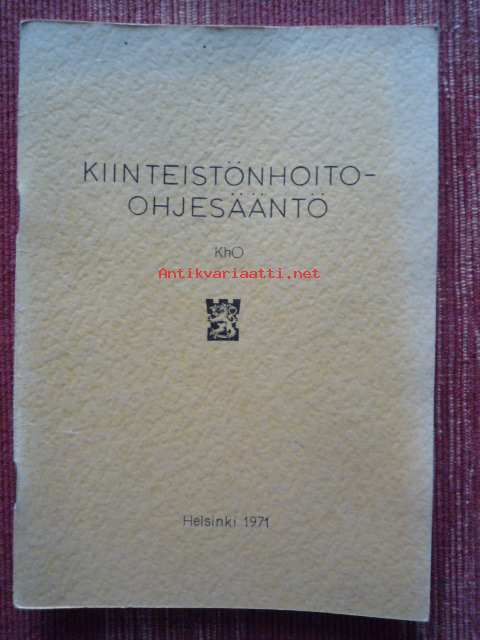 KIINTEISTÖNHOITO-
OHJESÄÄNTÖ
KhO
Antikvariaatti.net
Helsinki 1971